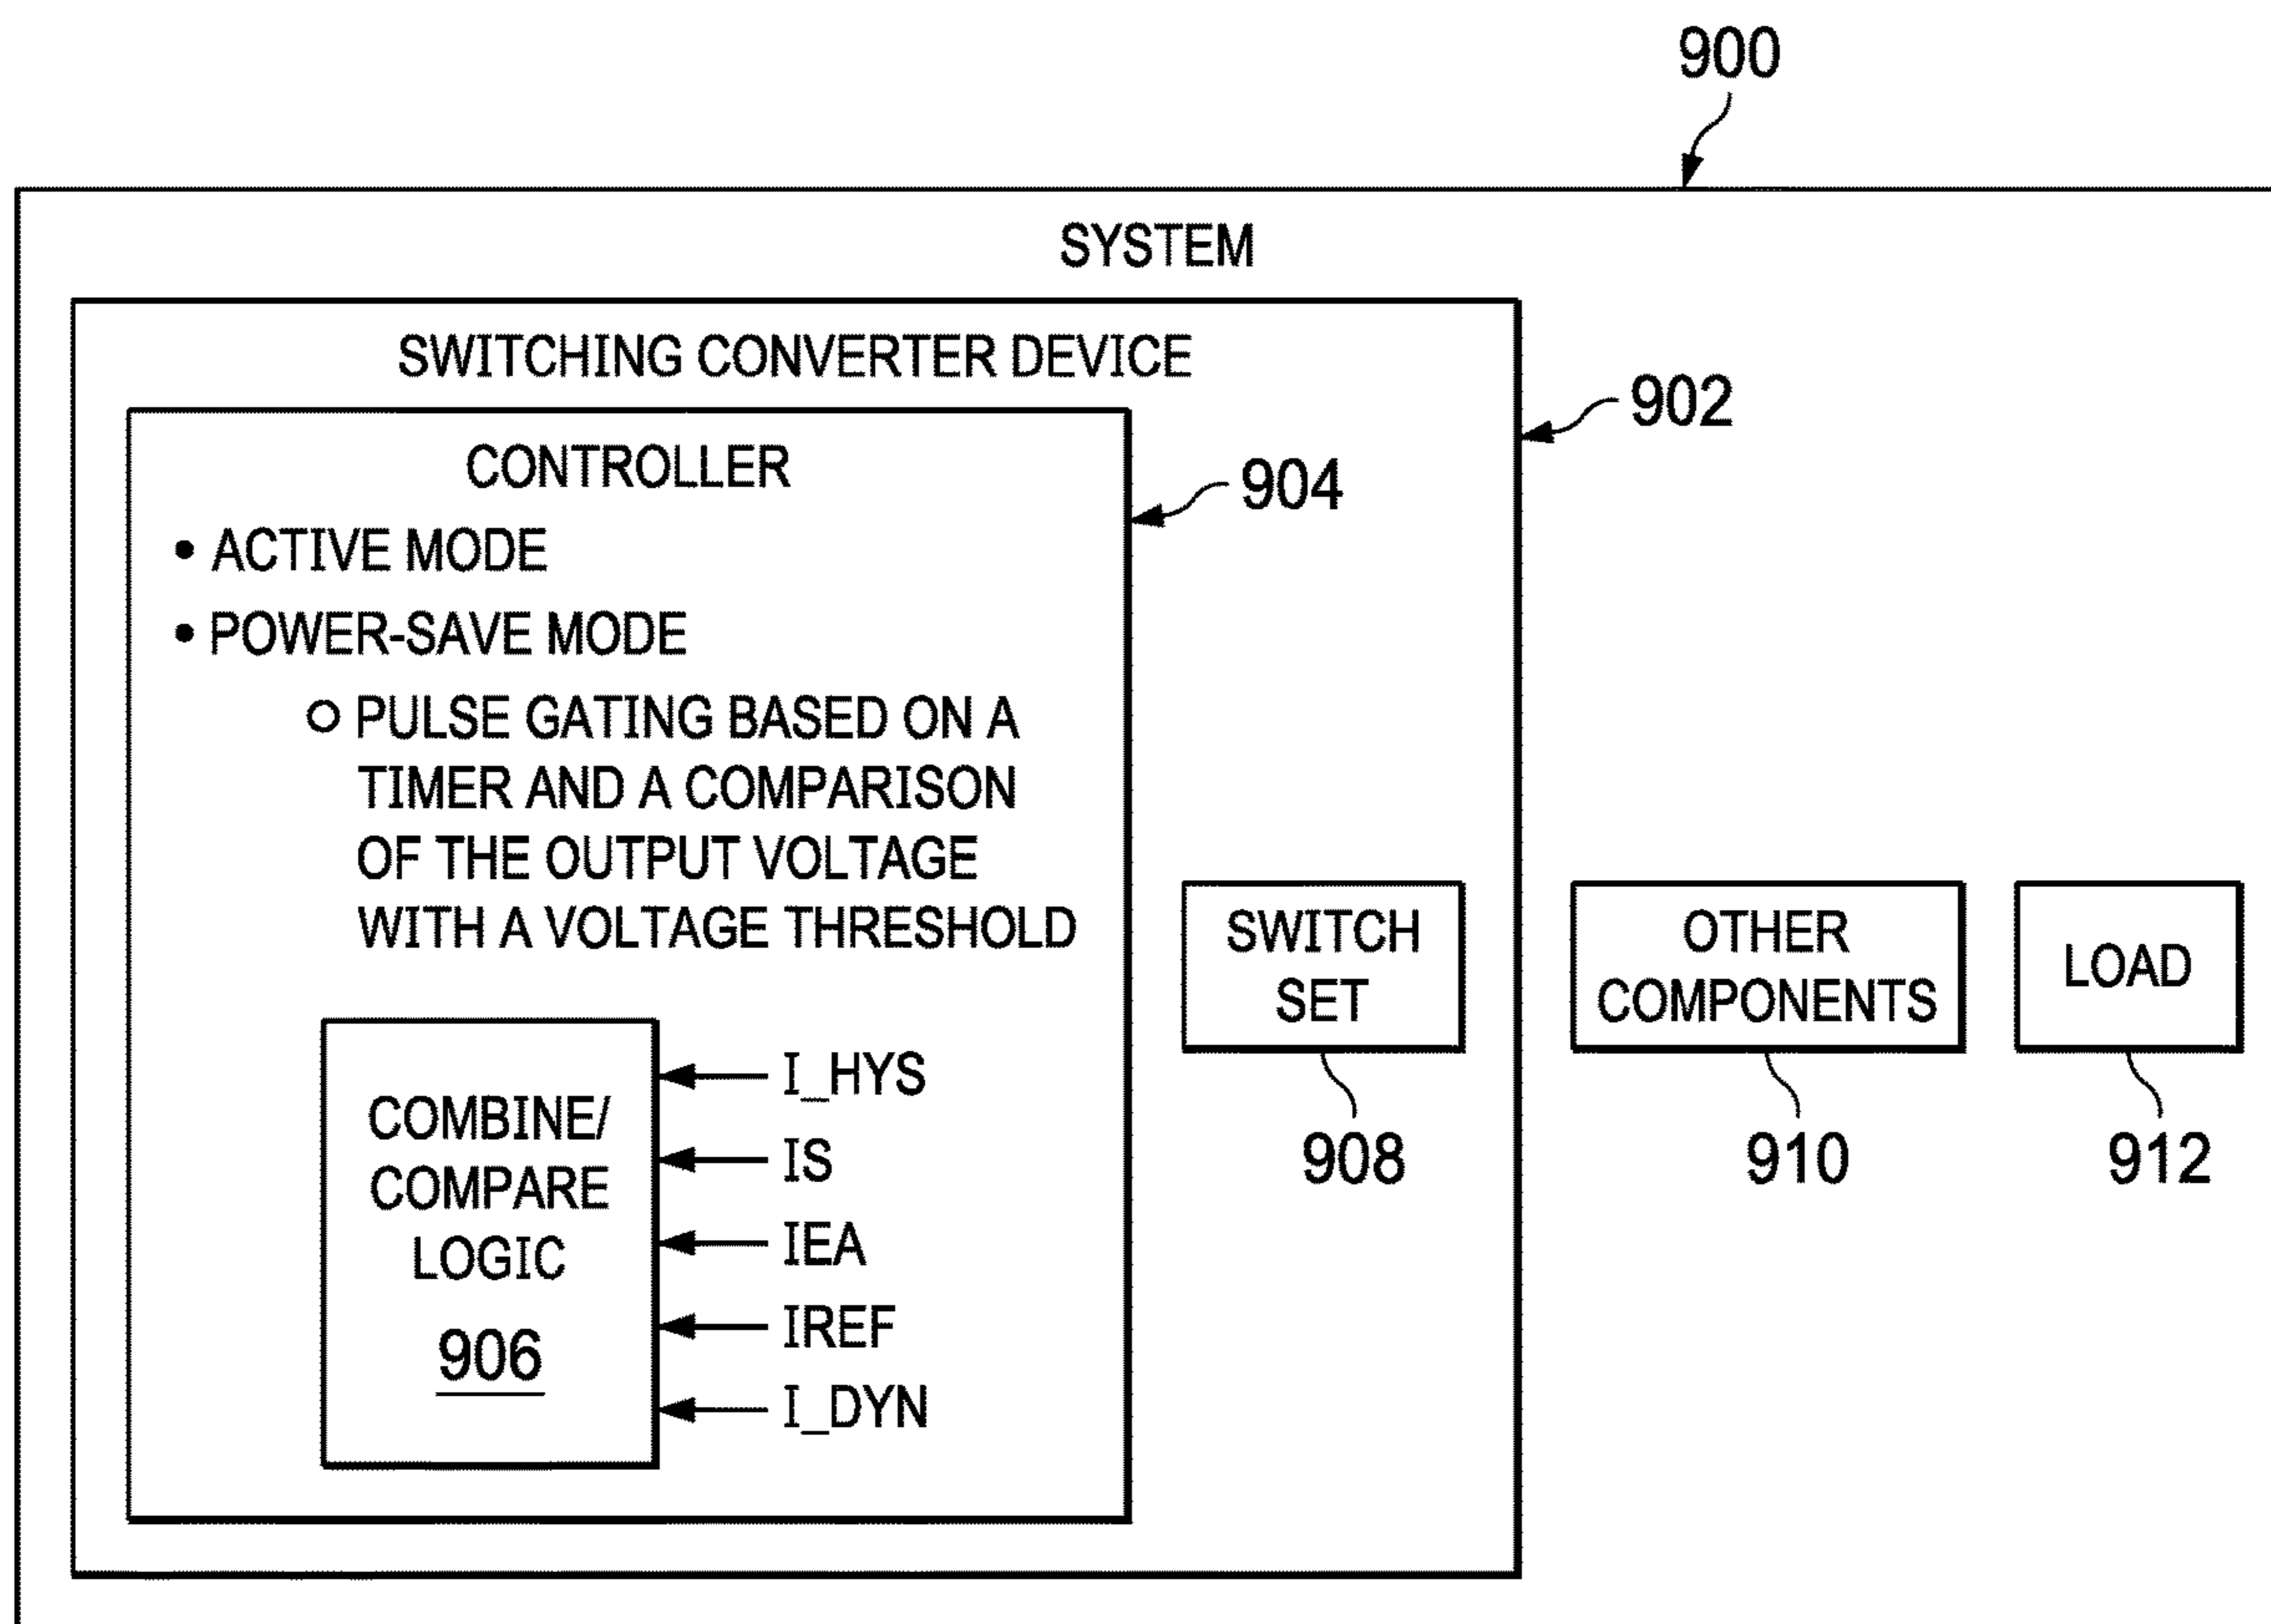 900
SYSTEM
SWITCHING CONVERTER DEVICE
902
CONTROLLER
904
• ACTIVE MODE
• POWER-SAVE MODE
○ PULSE GATING BASED ON A
TIMER AND A COMPARISON
OF THE OUTPUT VOLTAGE
WITH A VOLTAGE THRESHOLD
COMBINE/
COMPARE
LOGIC
906
I_HYS
IS
IEA
IREF
I_DYN
SWITCH
SET
908
OTHER
COMPONENTS
910
LOAD
912